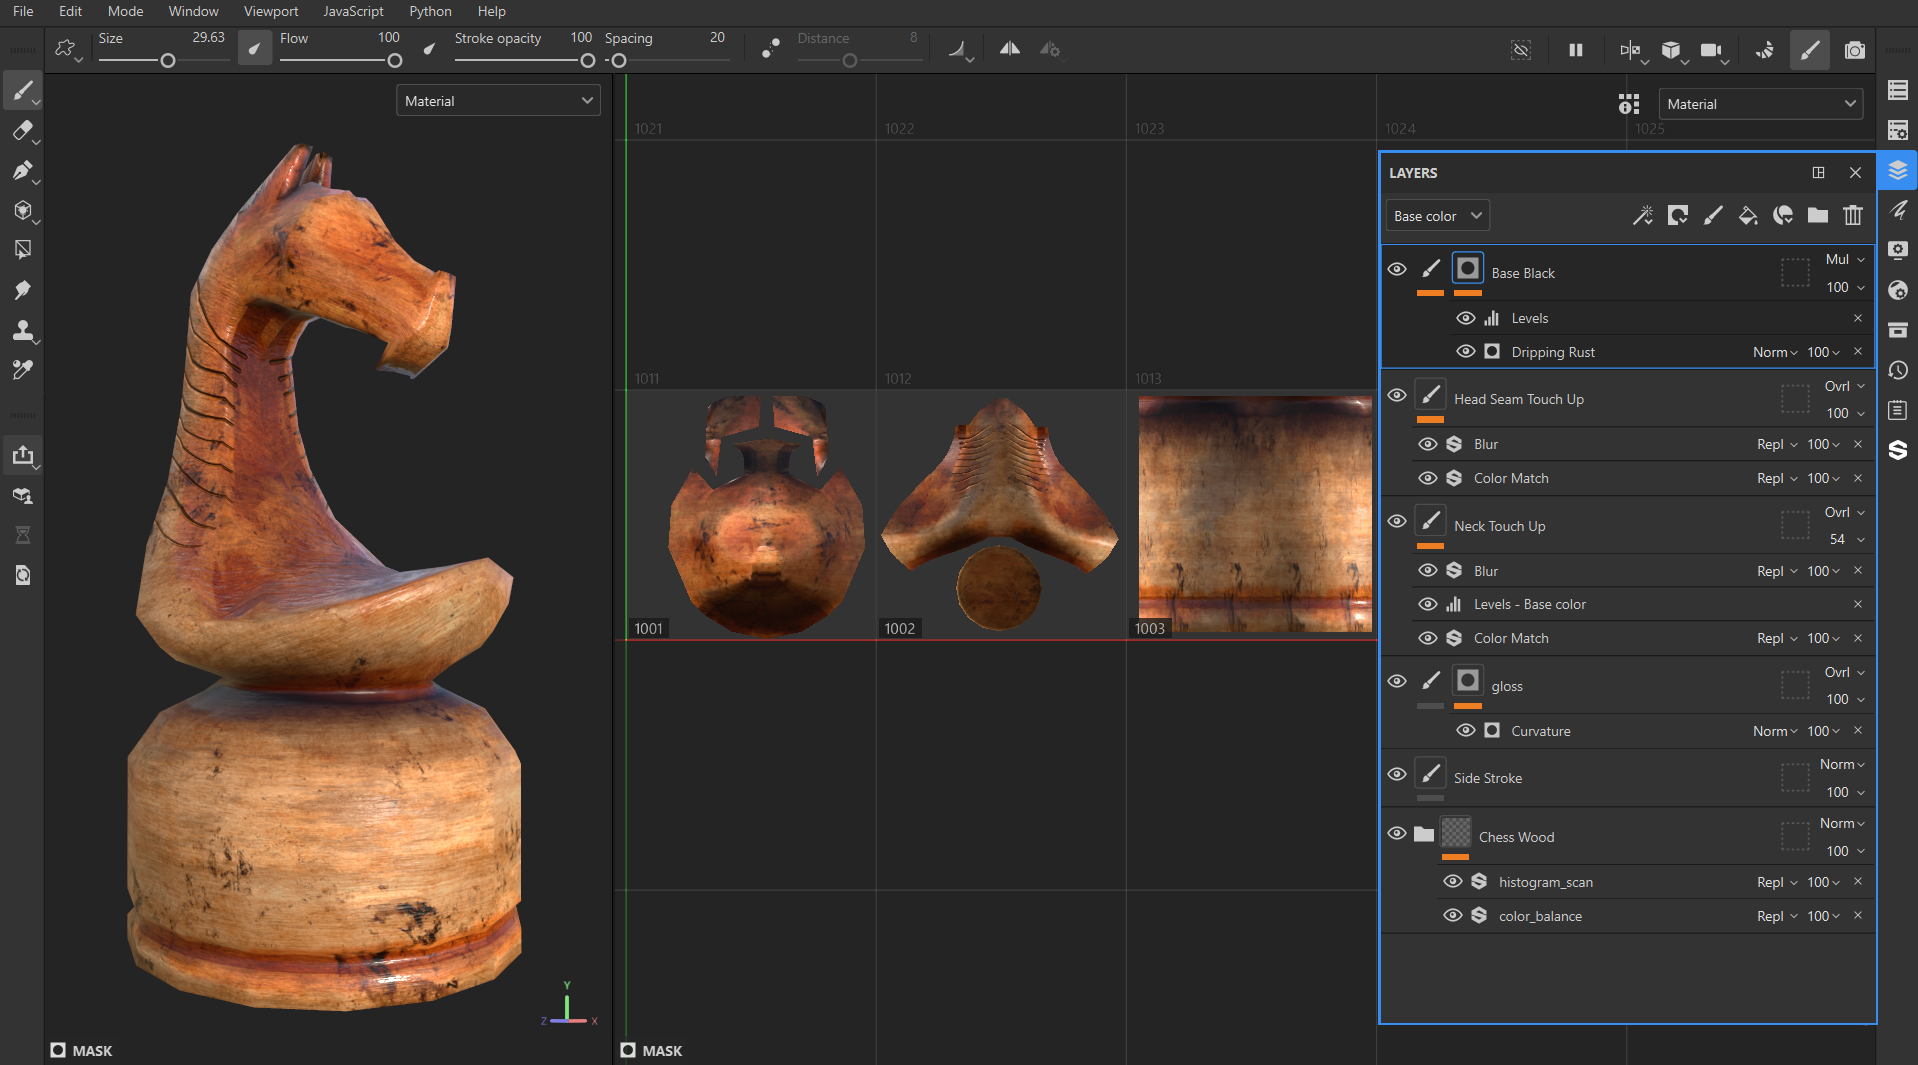 File Edit Mode Window Viewport JavaScript Python Help
Size 29.63 Flow 100 Stroke opacity 100 Spacing 20 Distance 8
Material
Material
1021 1022 1023 1024 1025
1011 1012 1013
1001 1002 1003
LAYERS
Base color
Base Black Mul 100
Levels
Dripping Rust Norm 100
Head Seam Touch Up Ovrl 100
Blur Repl 100
Color Match Repl 100
Neck Touch Up Ovrl 54
Blur Repl 100
Levels - Base color
Color Match Repl 100
gloss Ovrl 100
Curvature Norm 100
Side Stroke Norm 100
Chess Wood Norm 100
histogram_scan Repl 100
color_balance Repl 100
Y
Z X
MASK
MASK